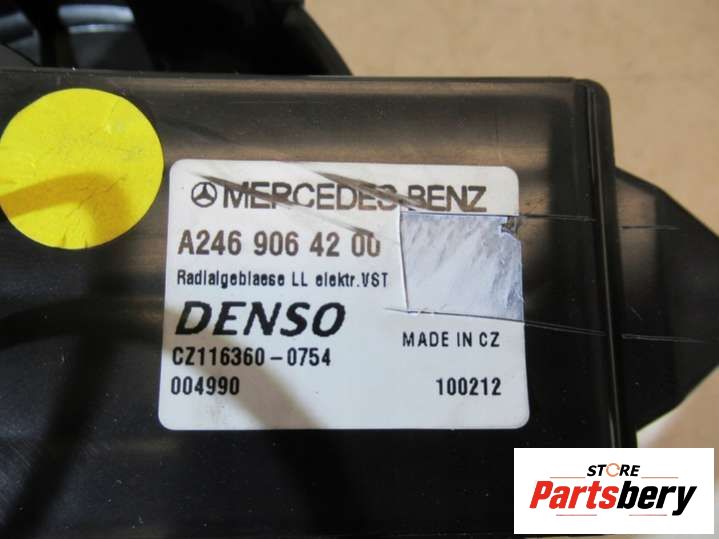 MERCEDES-BENZ
A246 906 42 00
Radialgeblaese LL elektr.VST
DENSO
MADE IN CZ
CZ116360-0754
004990 100212
STORE
Partsbery